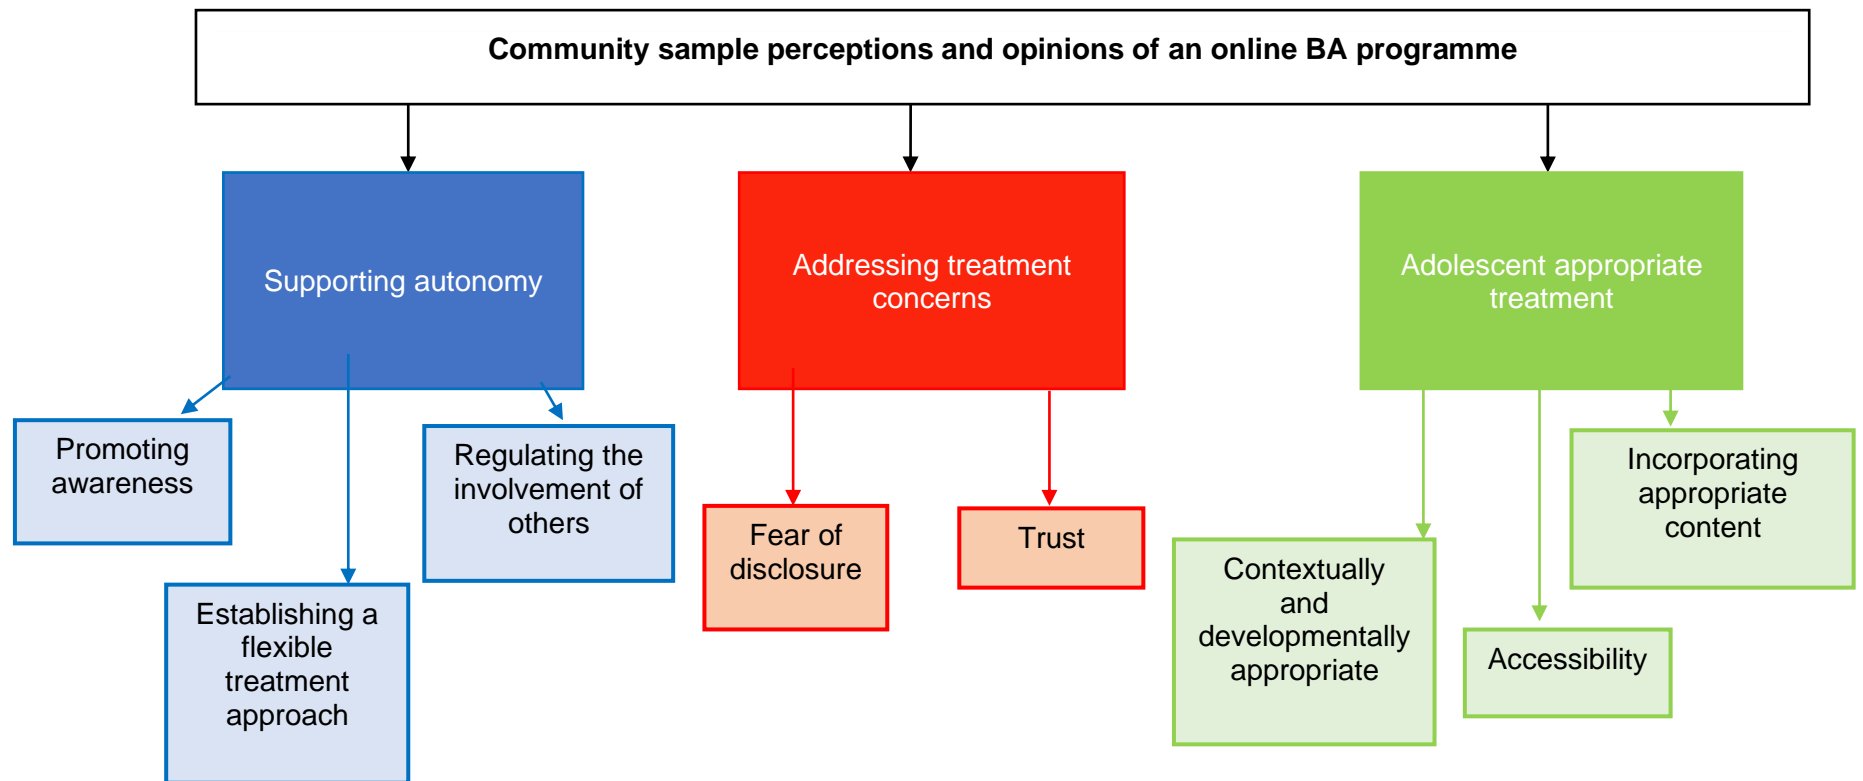 Community sample perceptions and opinions of an online BA programme
Supporting autonomy
Addressing treatment
concerns
Adolescent appropriate
treatment
Promoting
awareness
Establishing a
flexible
treatment
approach
Regulating the
involvement of
others
Fear of
disclosure
Trust
Contextually
and
developmentally
appropriate
Accessibility
Incorporating
appropriate
content